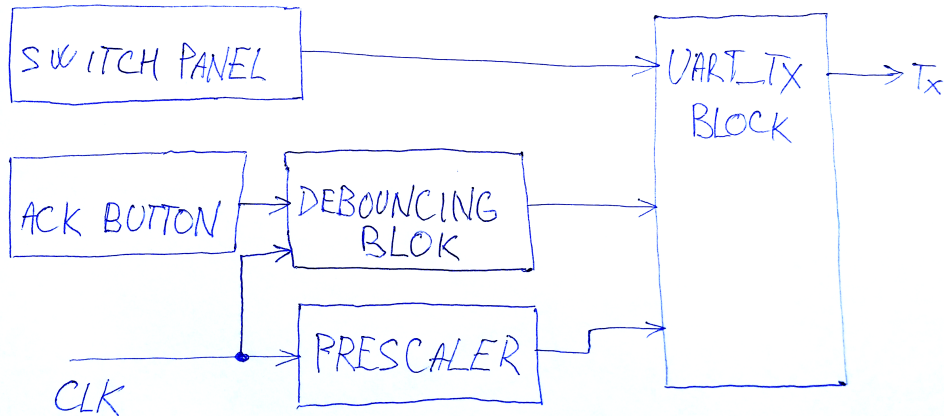 SWITCH PANEL
UART_TX
BLOCK
Tx
ACK BUTTON
DEBOUNCING
BLOK
PRESCALER
CLK